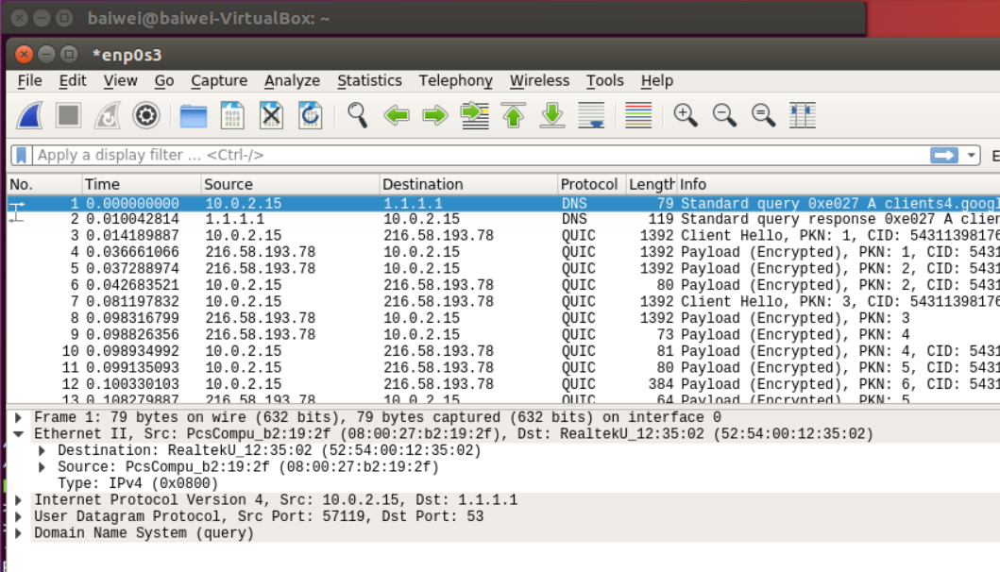 baiwei@baiwei-VirtualBox: ~
*enp0s3
File Edit View Go Capture Analyze Statistics Telephony Wireless Tools Help
Apply a display filter ... <Ctrl-/>
No. Time Source Destination Protocol Length Info
1 0.000000000 10.0.2.15 1.1.1.1 DNS 79 Standard query 0xe027 A clients4.googl
2 0.010042814 1.1.1.1 10.0.2.15 DNS 119 Standard query response 0xe027 A clien
3 0.014189887 10.0.2.15 216.58.193.78 QUIC 1392 Client Hello, PKN: 1, CID: 54311398176
4 0.036661066 216.58.193.78 10.0.2.15 QUIC 1392 Payload (Encrypted), PKN: 1, CID: 5431
5 0.037288974 216.58.193.78 10.0.2.15 QUIC 1392 Payload (Encrypted), PKN: 2, CID: 5431
6 0.042683521 10.0.2.15 216.58.193.78 QUIC 80 Payload (Encrypted), PKN: 2, CID: 5431
7 0.081197832 10.0.2.15 216.58.193.78 QUIC 1392 Client Hello, PKN: 3, CID: 54311398176
8 0.098316799 216.58.193.78 10.0.2.15 QUIC 1392 Payload (Encrypted), PKN: 3
9 0.098826356 216.58.193.78 10.0.2.15 QUIC 73 Payload (Encrypted), PKN: 4
10 0.098934992 10.0.2.15 216.58.193.78 QUIC 81 Payload (Encrypted), PKN: 4, CID: 5431
11 0.099135093 10.0.2.15 216.58.193.78 QUIC 80 Payload (Encrypted), PKN: 5, CID: 5431
12 0.100330103 10.0.2.15 216.58.193.78 QUIC 384 Payload (Encrypted), PKN: 6, CID: 5431
13 0.108279887 216.58.193.78 10.0.2.15 QUIC 64 Payload (Encrypted), PKN: 5
Frame 1: 79 bytes on wire (632 bits), 79 bytes captured (632 bits) on interface 0
Ethernet II, Src: PcsCompu_b2:19:2f (08:00:27:b2:19:2f), Dst: RealtekU_12:35:02 (52:54:00:12:35:02)
Destination: RealtekU_12:35:02 (52:54:00:12:35:02)
Source: PcsCompu_b2:19:2f (08:00:27:b2:19:2f)
Type: IPv4 (0x0800)
Internet Protocol Version 4, Src: 10.0.2.15, Dst: 1.1.1.1
User Datagram Protocol, Src Port: 57119, Dst Port: 53
Domain Name System (query)